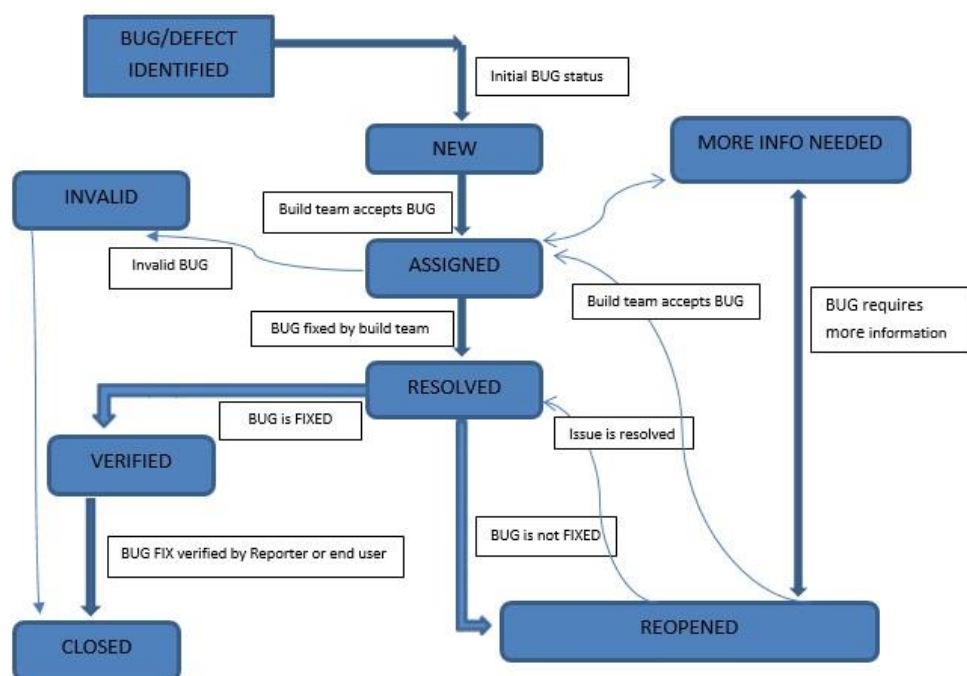 BUG/DEFECT
IDENTIFIED
Initial BUG status
NEW
MORE INFO NEEDED
INVALID
Build team accepts BUG
Invalid BUG
ASSIGNED
Build team accepts BUG
BUG requires
more information
BUG fixed by build team
RESOLVED
BUG is FIXED
Issue is resolved
VERIFIED
BUG is not FIXED
BUG FIX verified by Reporter or end user
CLOSED
REOPENED